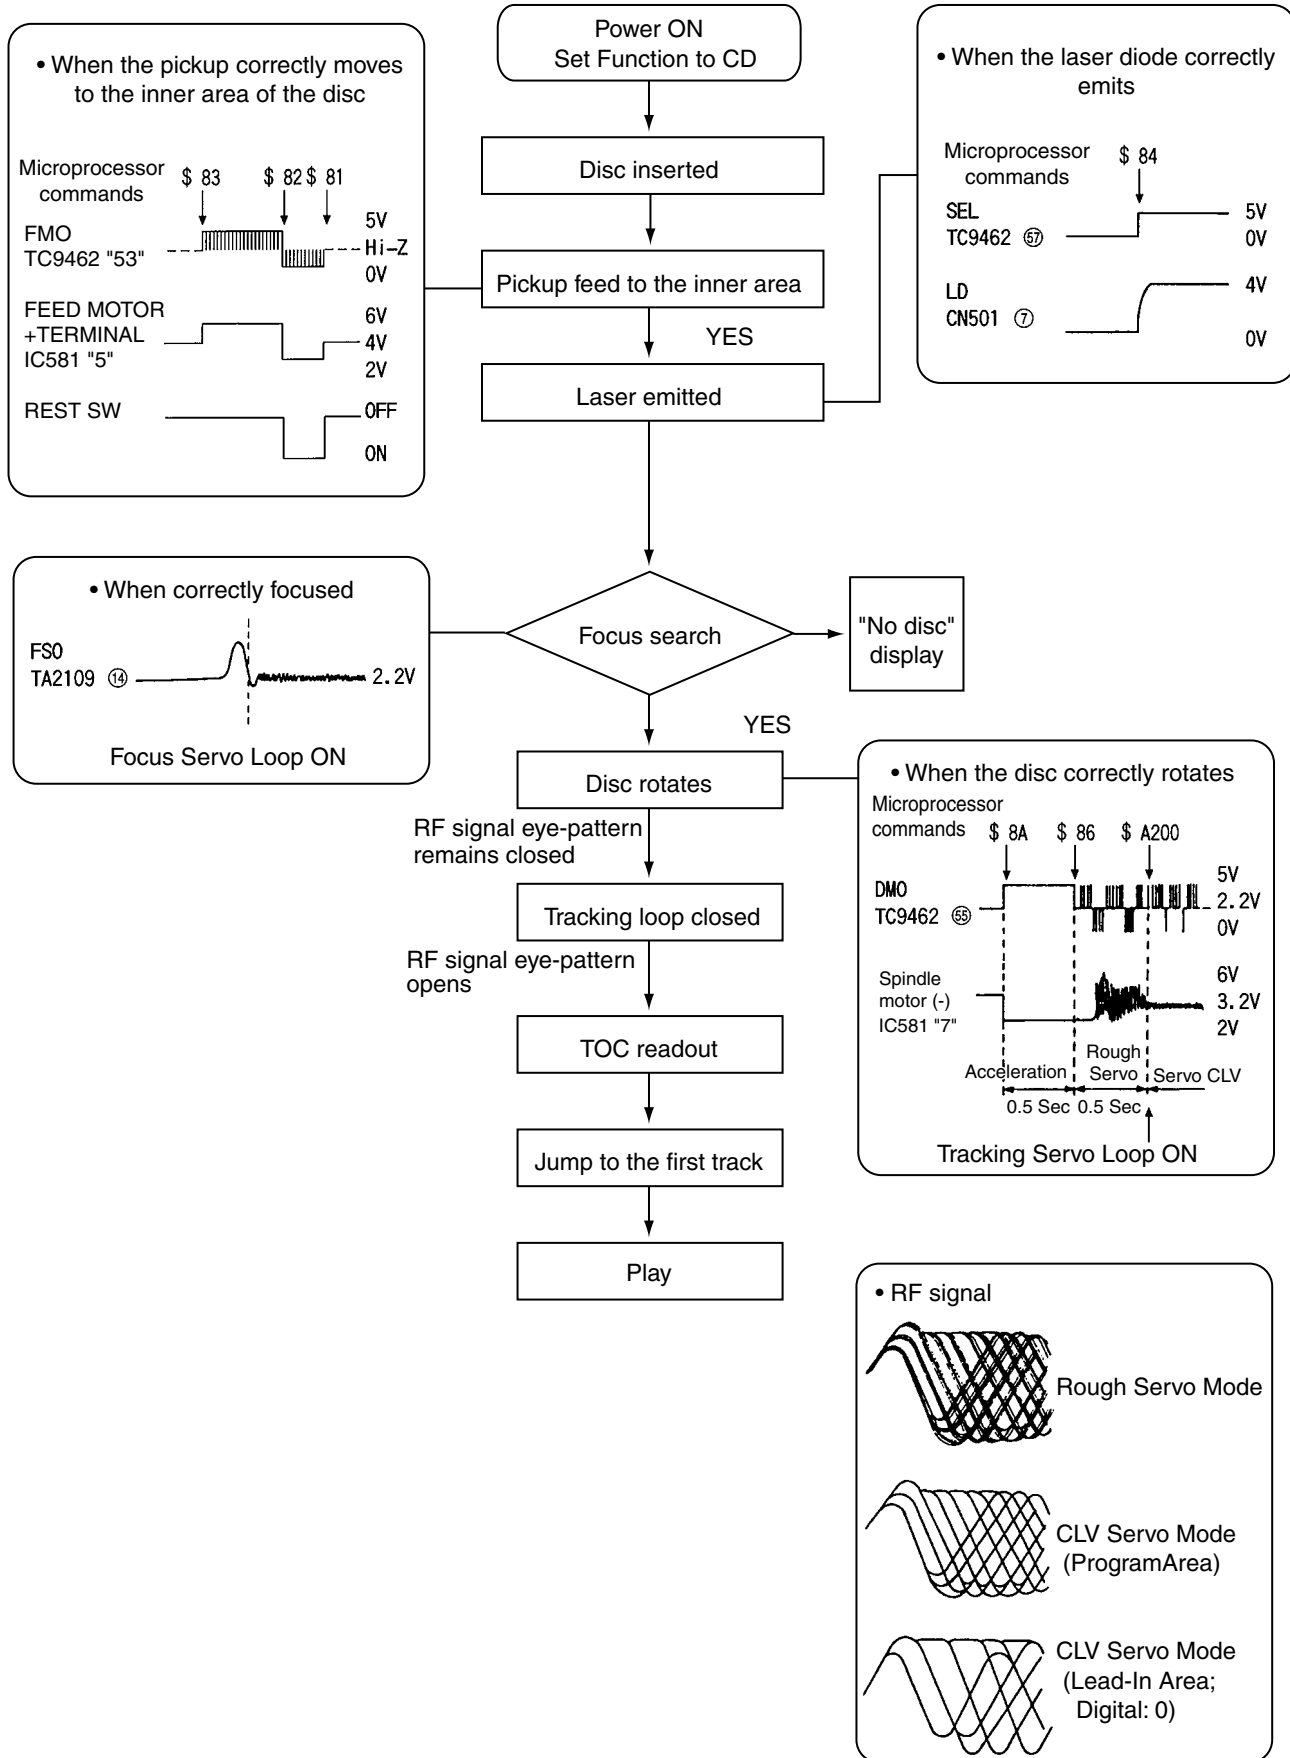 Power ON
Set Function to CD
• When the pickup correctly moves
to the inner area of the disc
Microprocessor
commands
$ 83
$ 82
$ 81
FMO
TC9462 "53"
5V
Hi-Z
0V
FEED MOTOR
+TERMINAL
IC581 "5"
6V
4V
2V
REST SW
OFF
ON
• When the laser diode correctly
emits
Microprocessor
commands
$ 84
SEL
TC9462 57
5V
0V
LD
CN501 7
4V
0V
Disc inserted
Pickup feed to the inner area
YES
Laser emitted
• When correctly focused
FSO
TA2109 14
2.2V
Focus Servo Loop ON
Focus search
"No disc"
display
YES
Disc rotates
RF signal eye-pattern
remains closed
Tracking loop closed
RF signal eye-pattern
opens
TOC readout
Jump to the first track
Play
• When the disc correctly rotates
Microprocessor
commands
$ 8A
$ 86
$ A200
DMO
TC9462 55
5V
2.2V
0V
Spindle
motor (-)
IC581 "7"
6V
3.2V
2V
Acceleration
Rough
Servo
Servo CLV
0.5 Sec
0.5 Sec
Tracking Servo Loop ON
• RF signal
Rough Servo Mode
CLV Servo Mode
(ProgramArea)
CLV Servo Mode
(Lead-In Area;
Digital: 0)